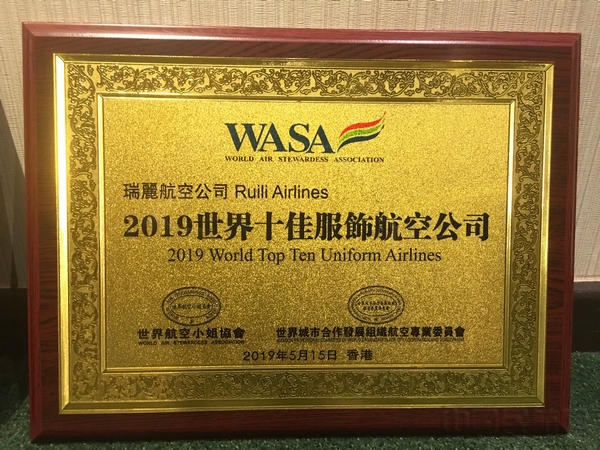 WASA
WORLD AIR STEWARDESS ASSOCIATION
瑞麗航空公司 Ruili Airlines
2019世界十佳服飾航空公司
2019 World Top Ten Uniform Airlines
世界航空小姐協會
WORLD AIR STEWARDESS ASSOCIATION
世界城市合作發展組織航空專業委員會
2019年5月15日 香港